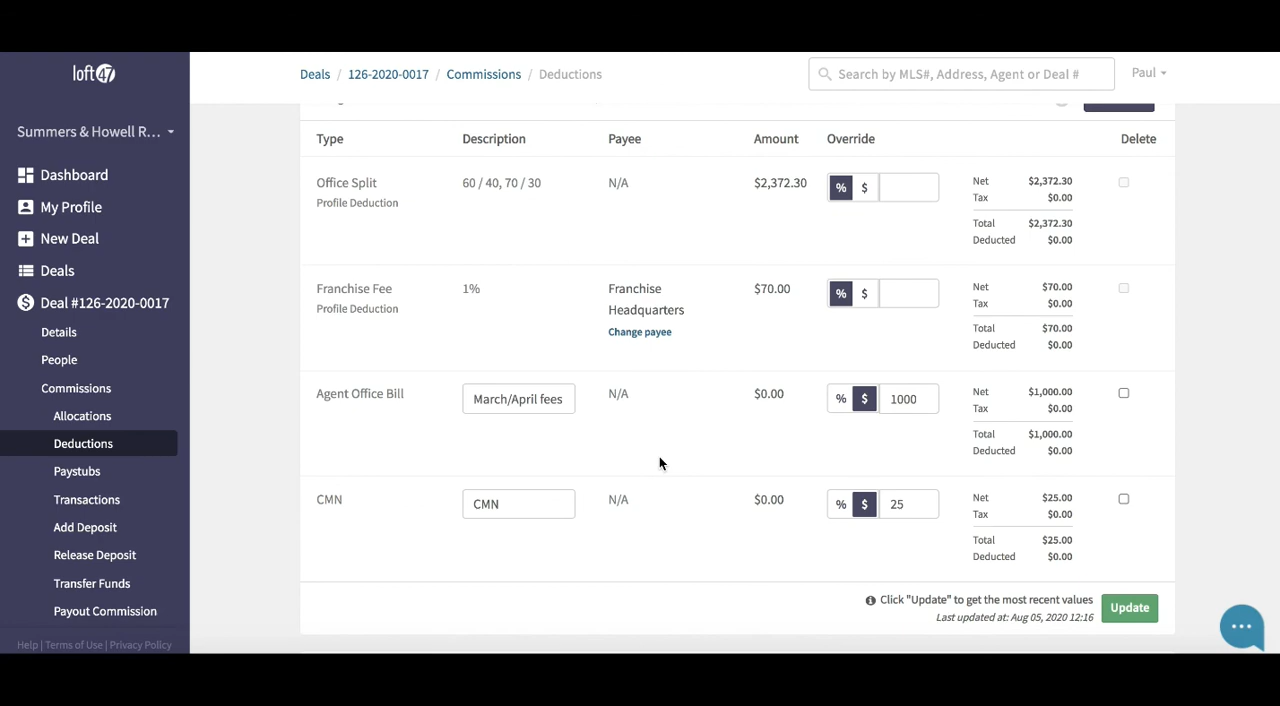 loft47
Deals / 126-2020-0017 / Commissions / Deductions
Search by MLS#, Address, Agent or Deal #
Paul
Summers & Howell R...
Dashboard
My Profile
New Deal
Deals
Deal #126-2020-0017
Details
People
Commissions
Allocations
Deductions
Paystubs
Transactions
Add Deposit
Release Deposit
Transfer Funds
Payout Commission
Help | Terms of Use | Privacy Policy
Type Description Payee Amount Override Delete
Office Split 60 / 40, 70 / 30 N/A $2,372.30 % $
Profile Deduction
Net $2,372.30
Tax $0.00
Total $2,372.30
Deducted $0.00
Franchise Fee 1% Franchise Headquarters $70.00 % $
Profile Deduction
Change payee
Net $70.00
Tax $0.00
Total $70.00
Deducted $0.00
Agent Office Bill March/April fees N/A $0.00 % $ 1000
Net $1,000.00
Tax $0.00
Total $1,000.00
Deducted $0.00
CMN CMN N/A $0.00 % $ 25
Net $25.00
Tax $0.00
Total $25.00
Deducted $0.00
Click "Update" to get the most recent values
Last updated at: Aug 05, 2020 12:16
Update